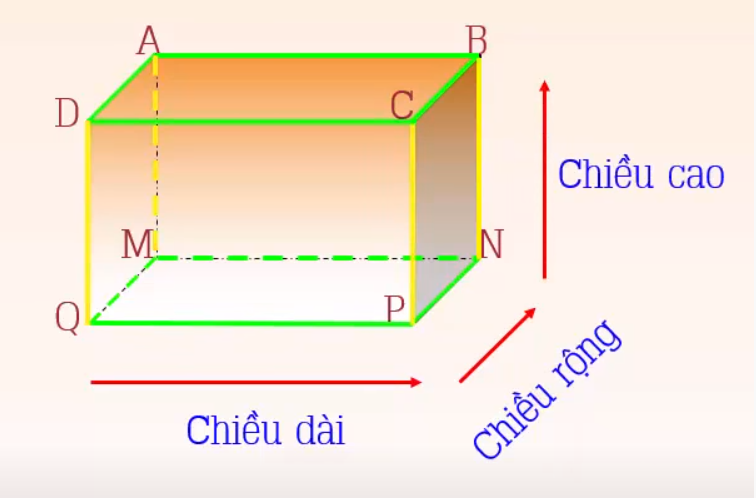 A B
D C
Chiều cao
M N
Q P
Chiều rộng
Chiều dài